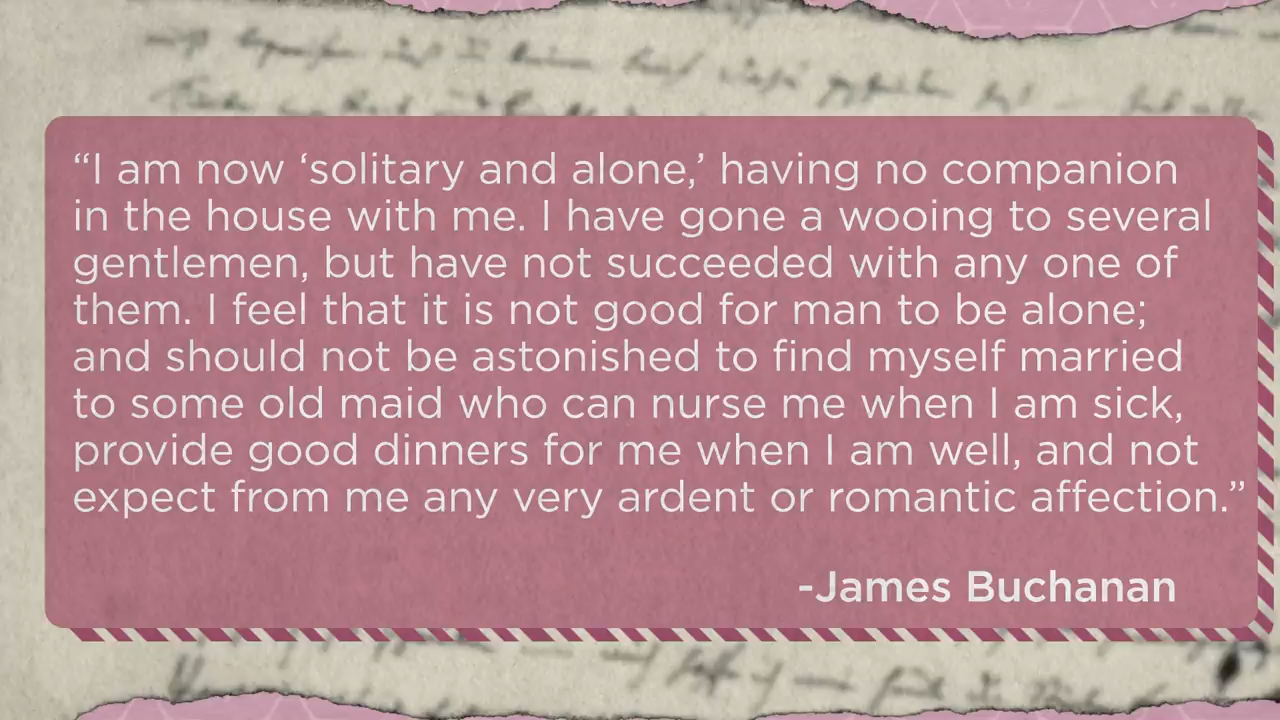 “I am now ‘solitary and alone,’ having no companion
in the house with me. I have gone a wooing to several
gentlemen, but have not succeeded with any one of
them. I feel that it is not good for man to be alone;
and should not be astonished to find myself married
to some old maid who can nurse me when I am sick,
provide good dinners for me when I am well, and not
expect from me any very ardent or romantic affection.”
-James Buchanan